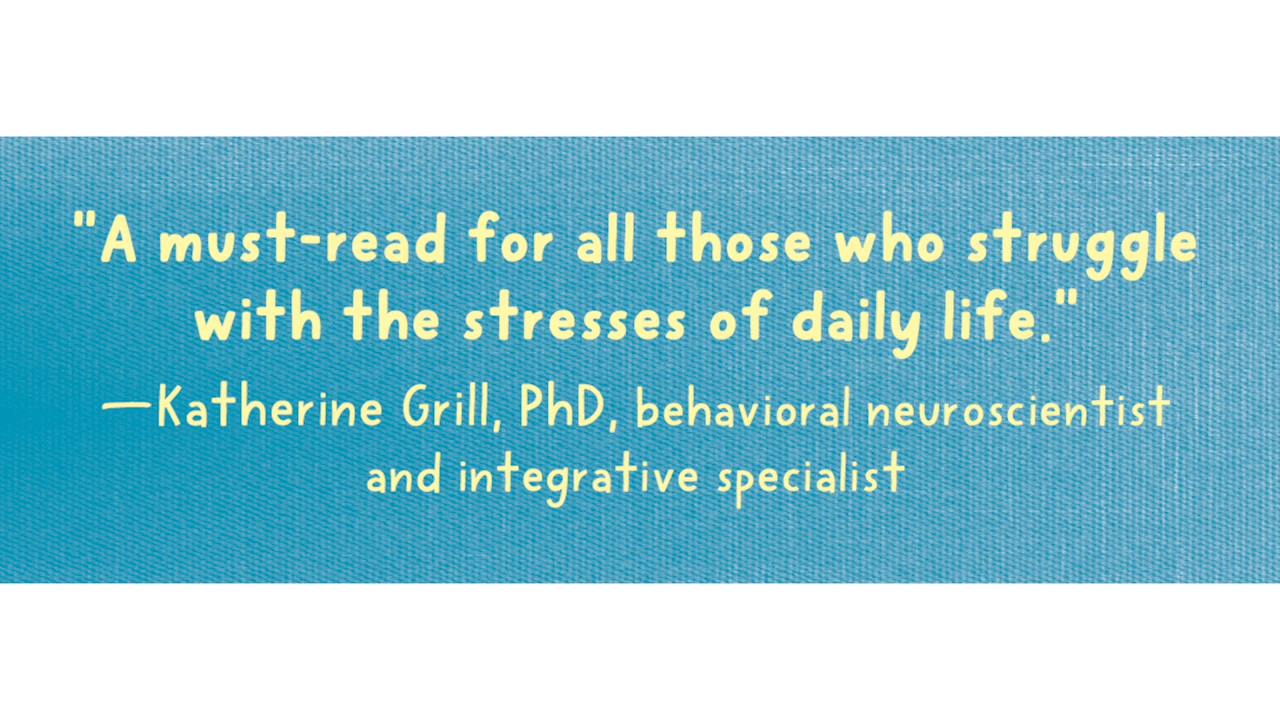 "A must-read for all those who struggle
with the stresses of daily life."
—Katherine Grill, PhD, behavioral neuroscientist
and integrative specialist